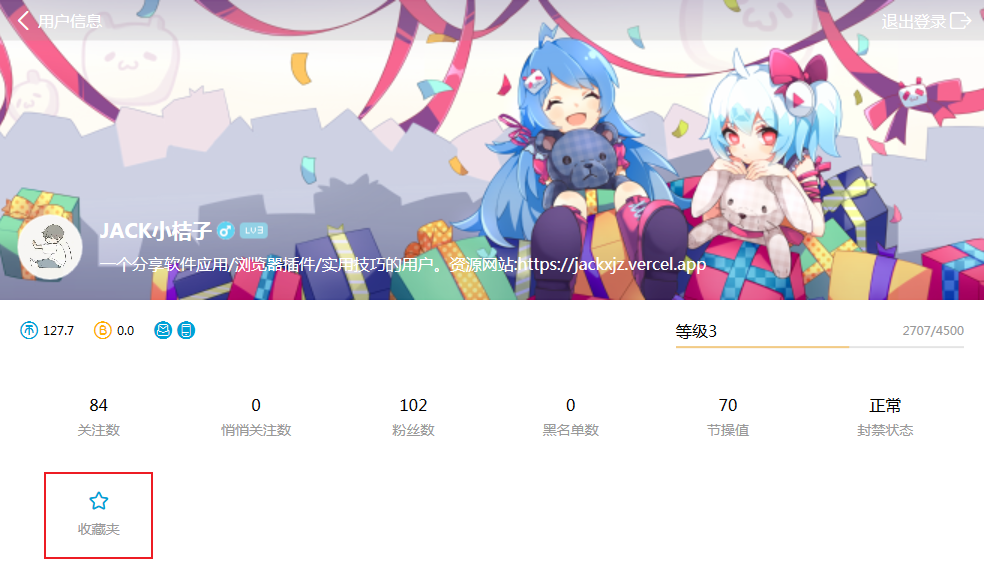 用户信息
退出登录
JACK小桔子 LV3
一个分享软件应用/浏览器插件/实用技巧的用户。资源网站:https://jackxjz.vercel.app
127.7 0.0
等级3 2707/4500
84 0 102 0 70 正常
关注数 悄悄关注数 粉丝数 黑名单数 节操值 封禁状态
收藏夹